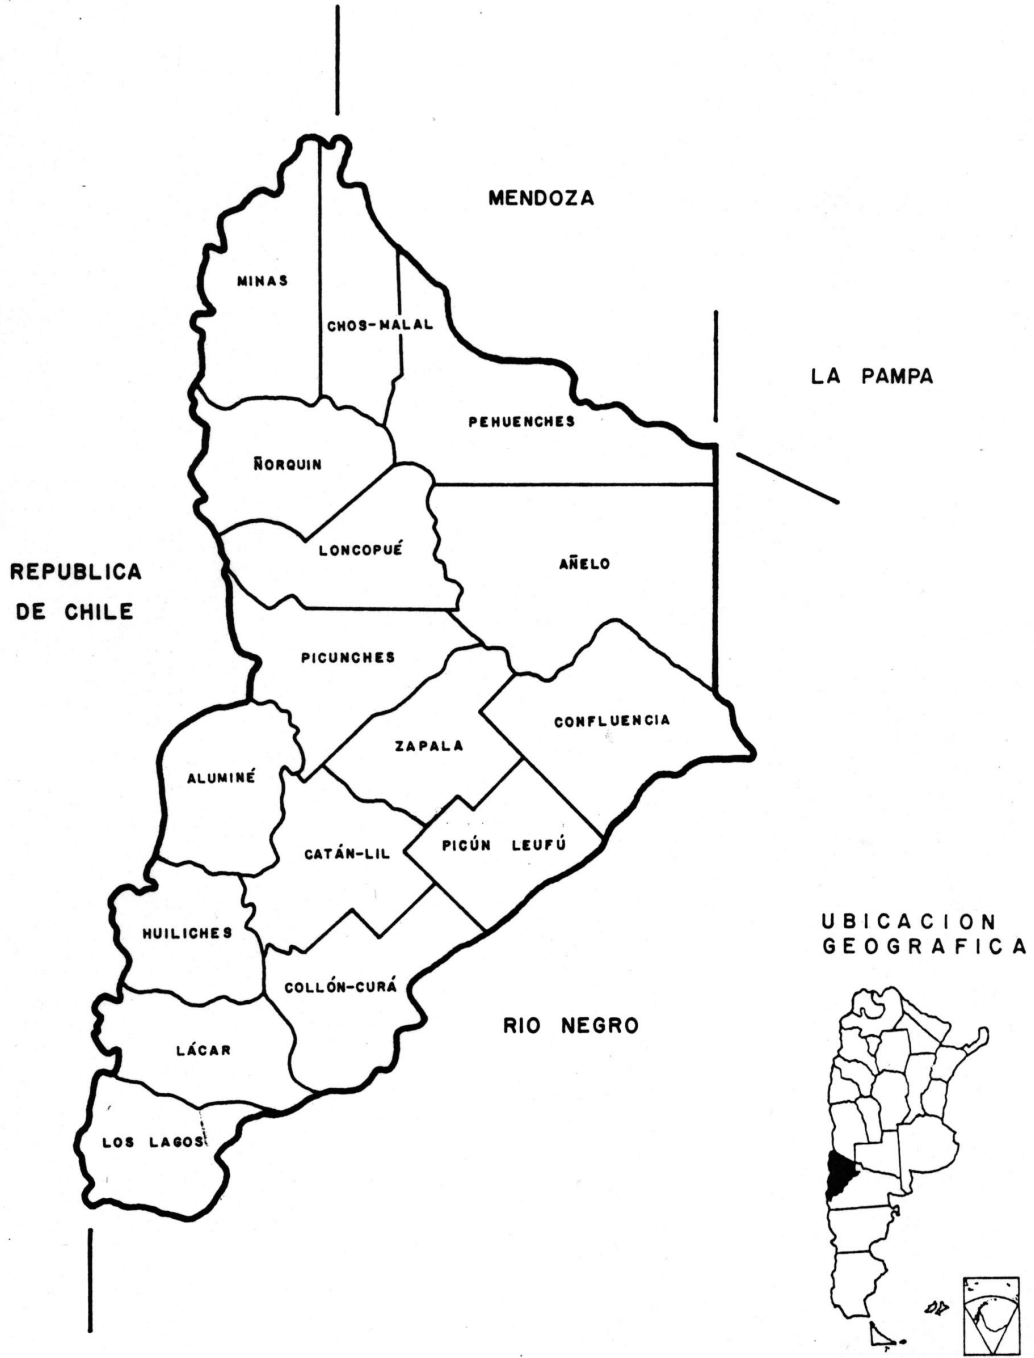 MENDOZA
MINAS
CHOS-MALAL
LA PAMPA
PEHUENCHES
ÑORQUIN
LONCOPUÉ
AÑELO
REPUBLICA
DE CHILE
PICUNCHES
CONFLUENCIA
ZAPALA
ALUMINÉ
CATÁN-LIL
PICÚN LEUFÚ
HUILICHES
UBICACION
GEOGRAFICA
COLLÓN-CURÁ
RIO NEGRO
LÁCAR
LOS LAGOS